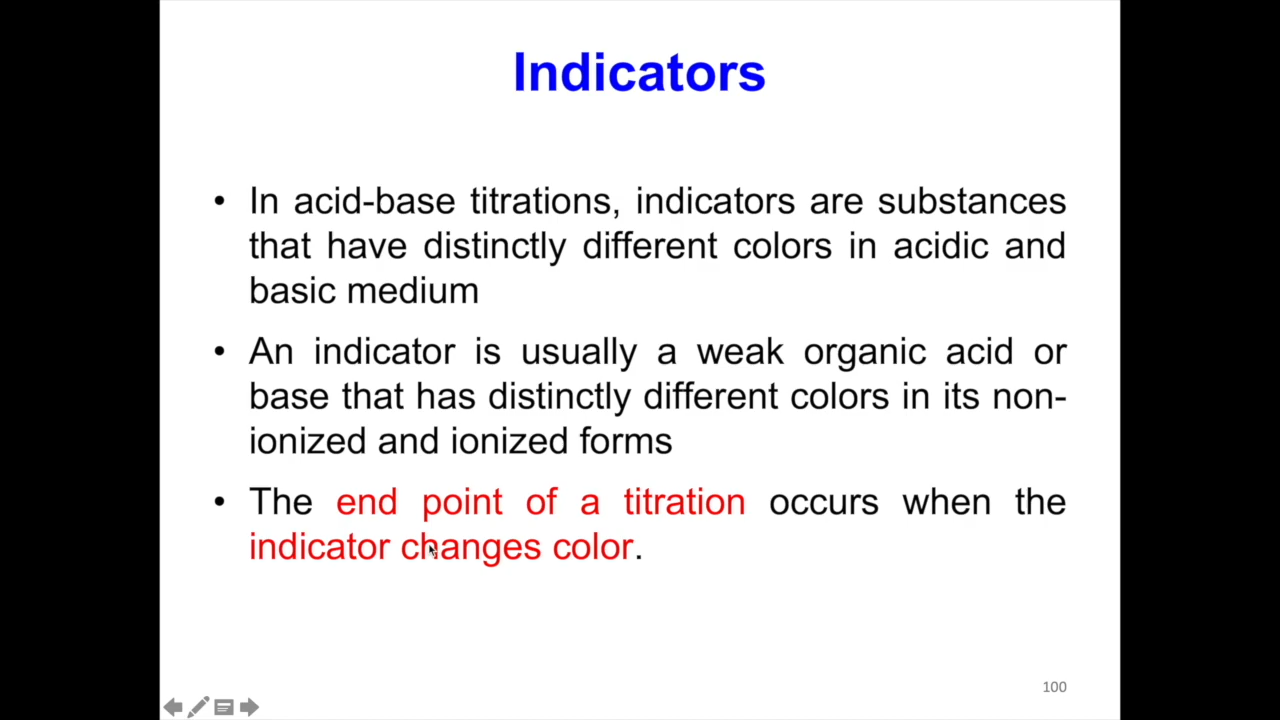 Indicators
• In acid-base titrations, indicators are substances
that have distinctly different colors in acidic and
basic medium
• An indicator is usually a weak organic acid or
base that has distinctly different colors in its non-
ionized and ionized forms
• The end point of a titration occurs when the
indicator changes color.
100